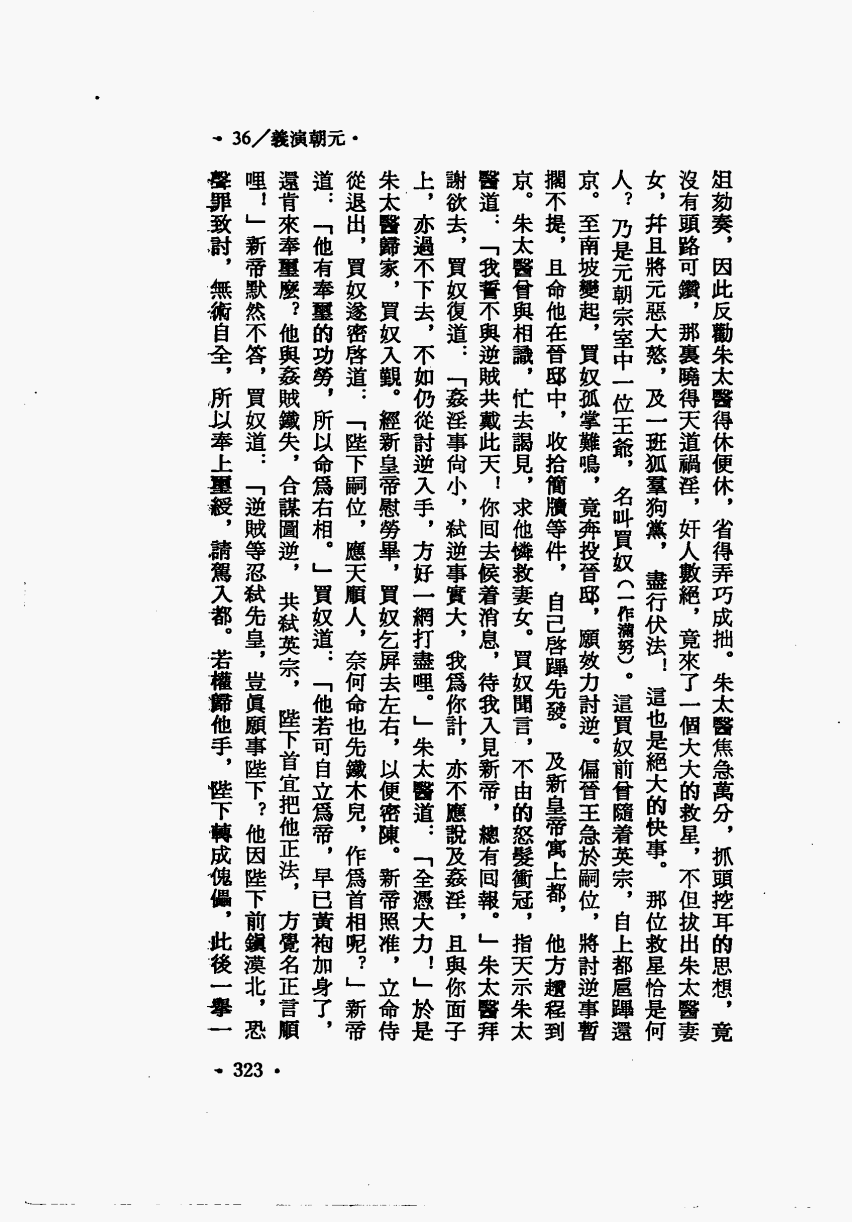 • 36／義演朝元 •
俎劾奏，因此反勸朱太醫得休便休，省得弄巧成拙。朱太醫焦急萬分，抓頭挖耳的思想，竟
沒有頭路可鑽，那裏曉得天道禍淫，奸人數絕，竟來了一個大大的救星，不但拔出朱太醫妻
女，幷且將元惡大憝，及一班狐羣狗黨，盡行伏法！這也是絕大的快事。那位救星恰是何
人？乃是元朝宗室中一位王爺，名叫買奴（一作滿努）。這買奴前曾隨着英宗，自上都扈蹕還
京。至南坡變起，買奴孤掌難鳴，竟奔投晉邸，願效力討逆。偏晉王急於嗣位，將討逆事暫
擱不提，且命他在晉邸中，收拾簡牘等件，自己啓蹕先發。及新皇帝寓上都，他方趲程到
京。朱太醫曾與相識，忙去謁見，求他憐救妻女。買奴聞言，不由的怒髮衝冠，指天示朱太
醫道：「我誓不與逆賊共戴此天！你囘去候着消息，待我入見新帝，總有囘報。」朱太醫拜
謝欲去，買奴復道：「姦淫事尙小，弒逆事實大，我爲你計，亦不應說及姦淫，且與你面子
上，亦過不下去，不如仍從討逆入手，方好一網打盡哩。」朱太醫道：「全憑大力！」於是
朱太醫歸家，買奴入覲。經新皇帝慰勞畢，買奴乞屛去左右，以便密陳。新帝照准，立命侍
從退出，買奴遂密啓道：「陛下嗣位，應天順人，奈何命也先鐵木兒，作爲首相呢？」新帝
道：「他有奉璽的功勞，所以命爲右相。」買奴道：「他若可自立爲帝，早已黃袍加身了，
還肯來奉璽麼？他與姦賊鐵失，合謀圖逆，共弒英宗，陛下首宜把他正法，方覺名正言順
哩！」新帝默然不答，買奴道：「逆賊等忍弒先皇，豈眞願事陛下？他因陛下前鎭漠北，恐
聲罪致討，無術自全，所以奉上璽綬，請駕入都。若權歸他手，陛下轉成傀儡，此後一舉一
• 323 •